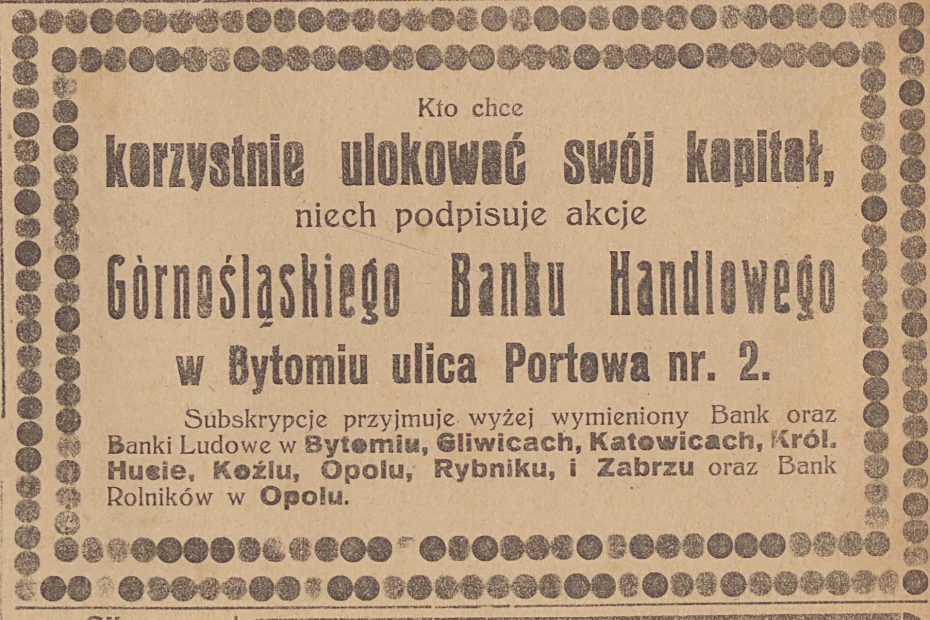 Kto chce
korzystnie ulokować swój kapitał,
niech podpisuje akcje
Górnośląskiego Banku Handlowego
w Bytomiu ulica Portowa nr. 2.
Subskrypcje przyjmuje wyżej wymieniony Bank oraz
Banki Ludowe w Bytomiu, Gliwicach, Katowicach, Król.
Hucie, Koźlu, Opolu, Rybniku, i Zabrzu oraz Bank
Rolników w Opolu.